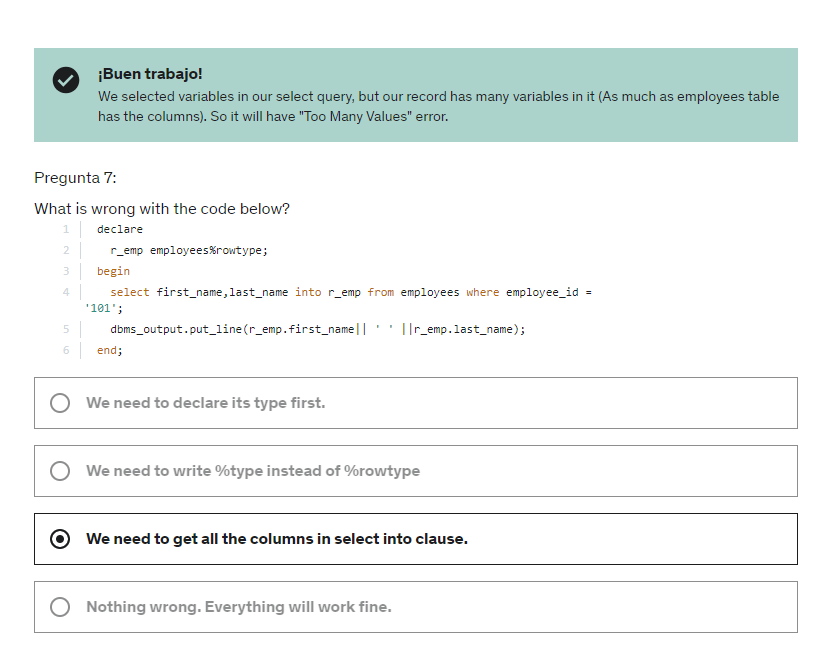 ¡Buen trabajo!
We selected variables in our select query, but our record has many variables in it (As much as employees table
has the columns). So it will have "Too Many Values" error.
Pregunta 7:
What is wrong with the code below?
1 declare
2 r_emp employees%rowtype;
3 begin
4 select first_name,last_name into r_emp from employees where employee_id =
'101';
5 dbms_output.put_line(r_emp.first_name|| ' ' ||r_emp.last_name);
6 end;
We need to declare its type first.
We need to write %type instead of %rowtype
We need to get all the columns in select into clause.
Nothing wrong. Everything will work fine.